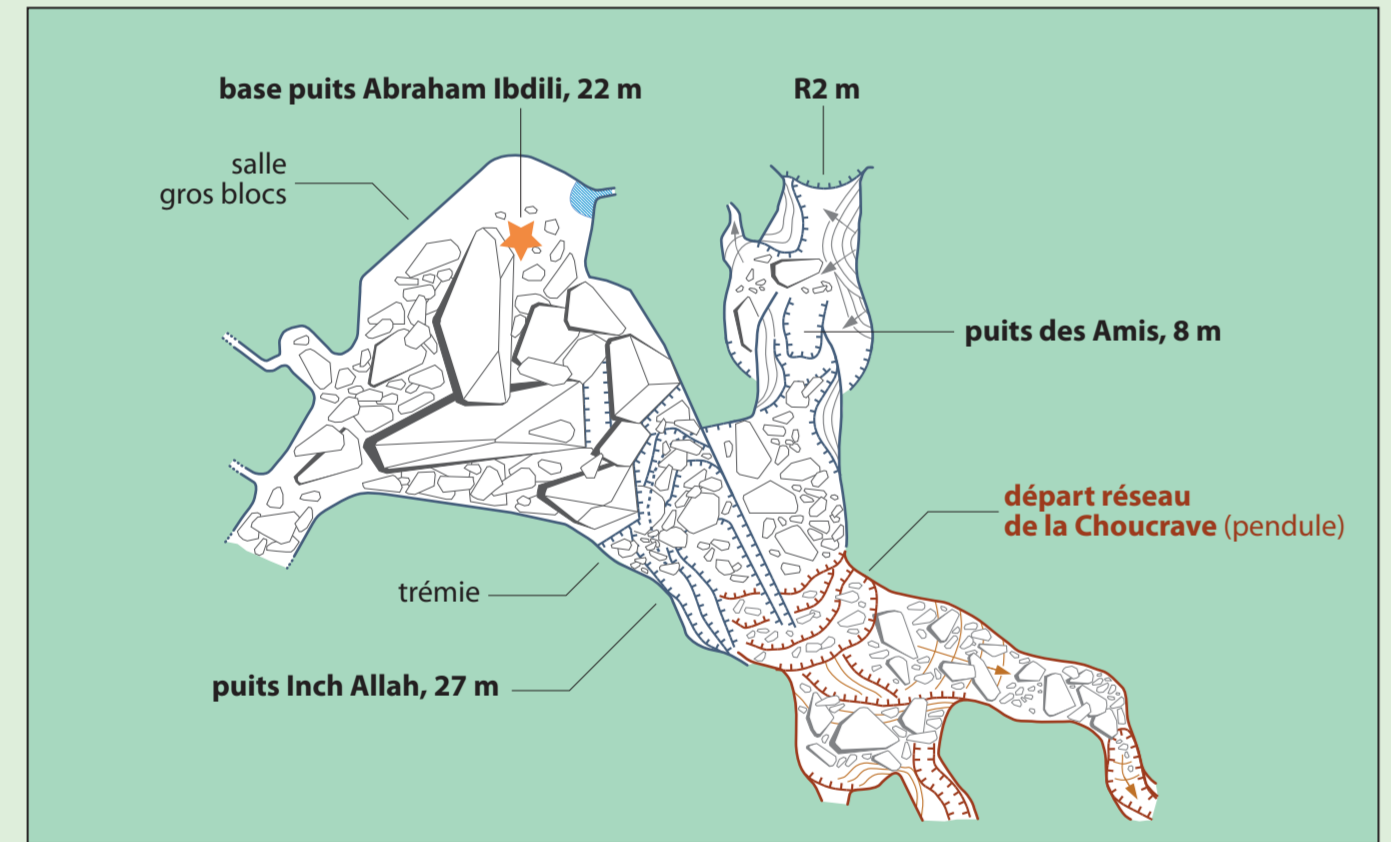 base puits Abraham Ibdili, 22 m
R2 m
salle
gros blocs
puits des Amis, 8 m
départ réseau
de la Choucrave (pendule)
trémie
puits Inch Allah, 27 m